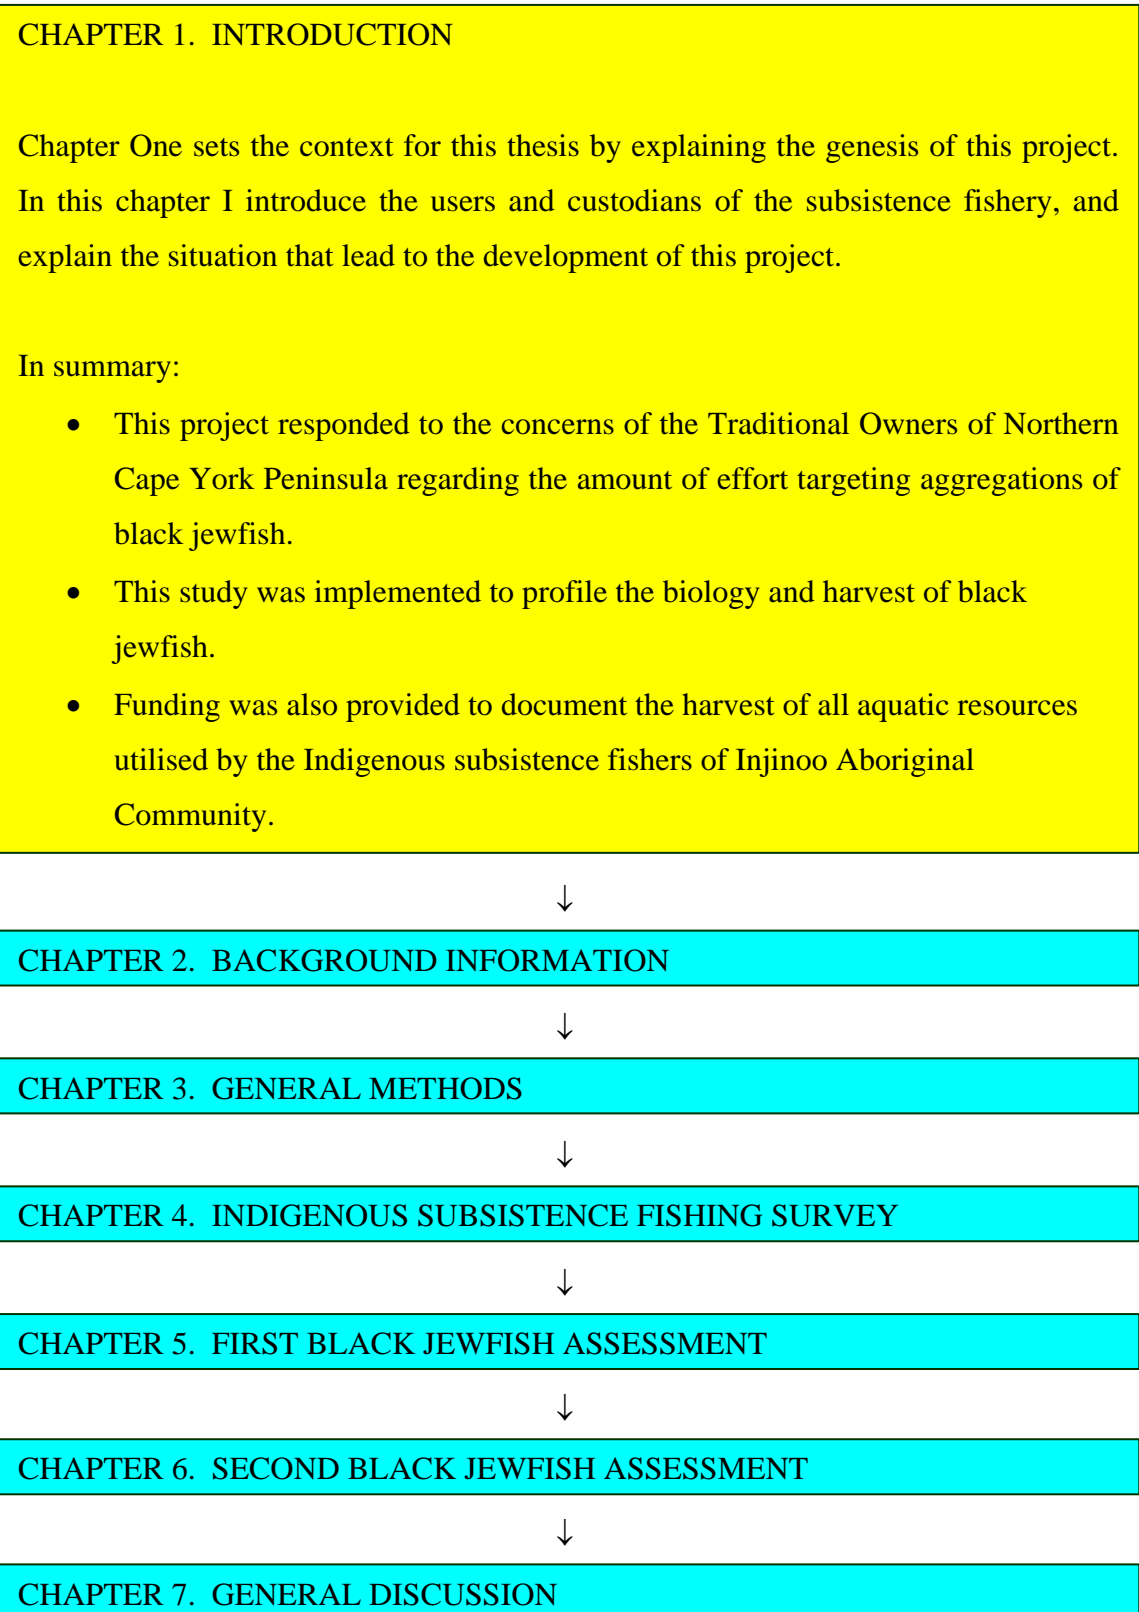 CHAPTER 1. INTRODUCTION
Chapter One sets the context for this thesis by explaining the genesis of this project.
In this chapter I introduce the users and custodians of the subsistence fishery, and
explain the situation that lead to the development of this project.
In summary:
• This project responded to the concerns of the Traditional Owners of Northern
Cape York Peninsula regarding the amount of effort targeting aggregations of
black jewfish.
• This study was implemented to profile the biology and harvest of black
jewfish.
• Funding was also provided to document the harvest of all aquatic resources
utilised by the Indigenous subsistence fishers of Injinoo Aboriginal
Community.
↓
CHAPTER 2. BACKGROUND INFORMATION
↓
CHAPTER 3. GENERAL METHODS
↓
CHAPTER 4. INDIGENOUS SUBSISTENCE FISHING SURVEY
↓
CHAPTER 5. FIRST BLACK JEWFISH ASSESSMENT
↓
CHAPTER 6. SECOND BLACK JEWFISH ASSESSMENT
↓
CHAPTER 7. GENERAL DISCUSSION